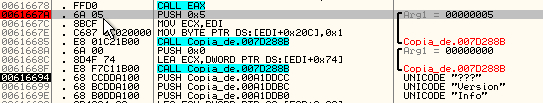 00616678 . FFD0 CALL EAX
0061667A . 6A 05 PUSH 0x5 Arg1 = 00000005
0061667C . 8BCF MOV ECX,EDI
0061667E . C687 020000 MOV BYTE PTR DS:[EDI+0x20C],0x1
00616685 . E8 01C21B00 CALL Copia_de.007D288B Copia_de.007D288B
0061668A . 6A 00 PUSH 0x0 Arg1 = 00000000
0061668C . 8D4F 74 LEA ECX,DWORD PTR DS:[EDI+0x74]
0061668F . E8 F7C11B00 CALL Copia_de.007D288B Copia_de.007D288B
00616694 . 68 CCDDA100 PUSH Copia_de.00A1DDCC UNICODE "???"
00616699 . 68 BCDDA100 PUSH Copia_de.00A1DDBC UNICODE "Version"
0061669E . 68 B0DDA100 PUSH Copia_de.00A1DDB0 UNICODE "Info"